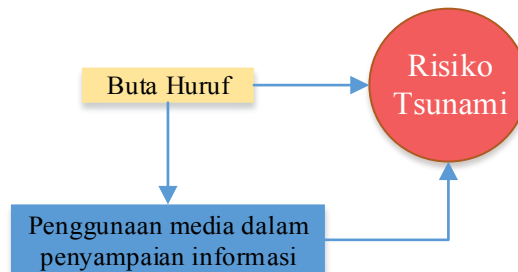 Buta Huruf
Risiko
Tsunami
Penggunaan media dalam
penyampaian informasi